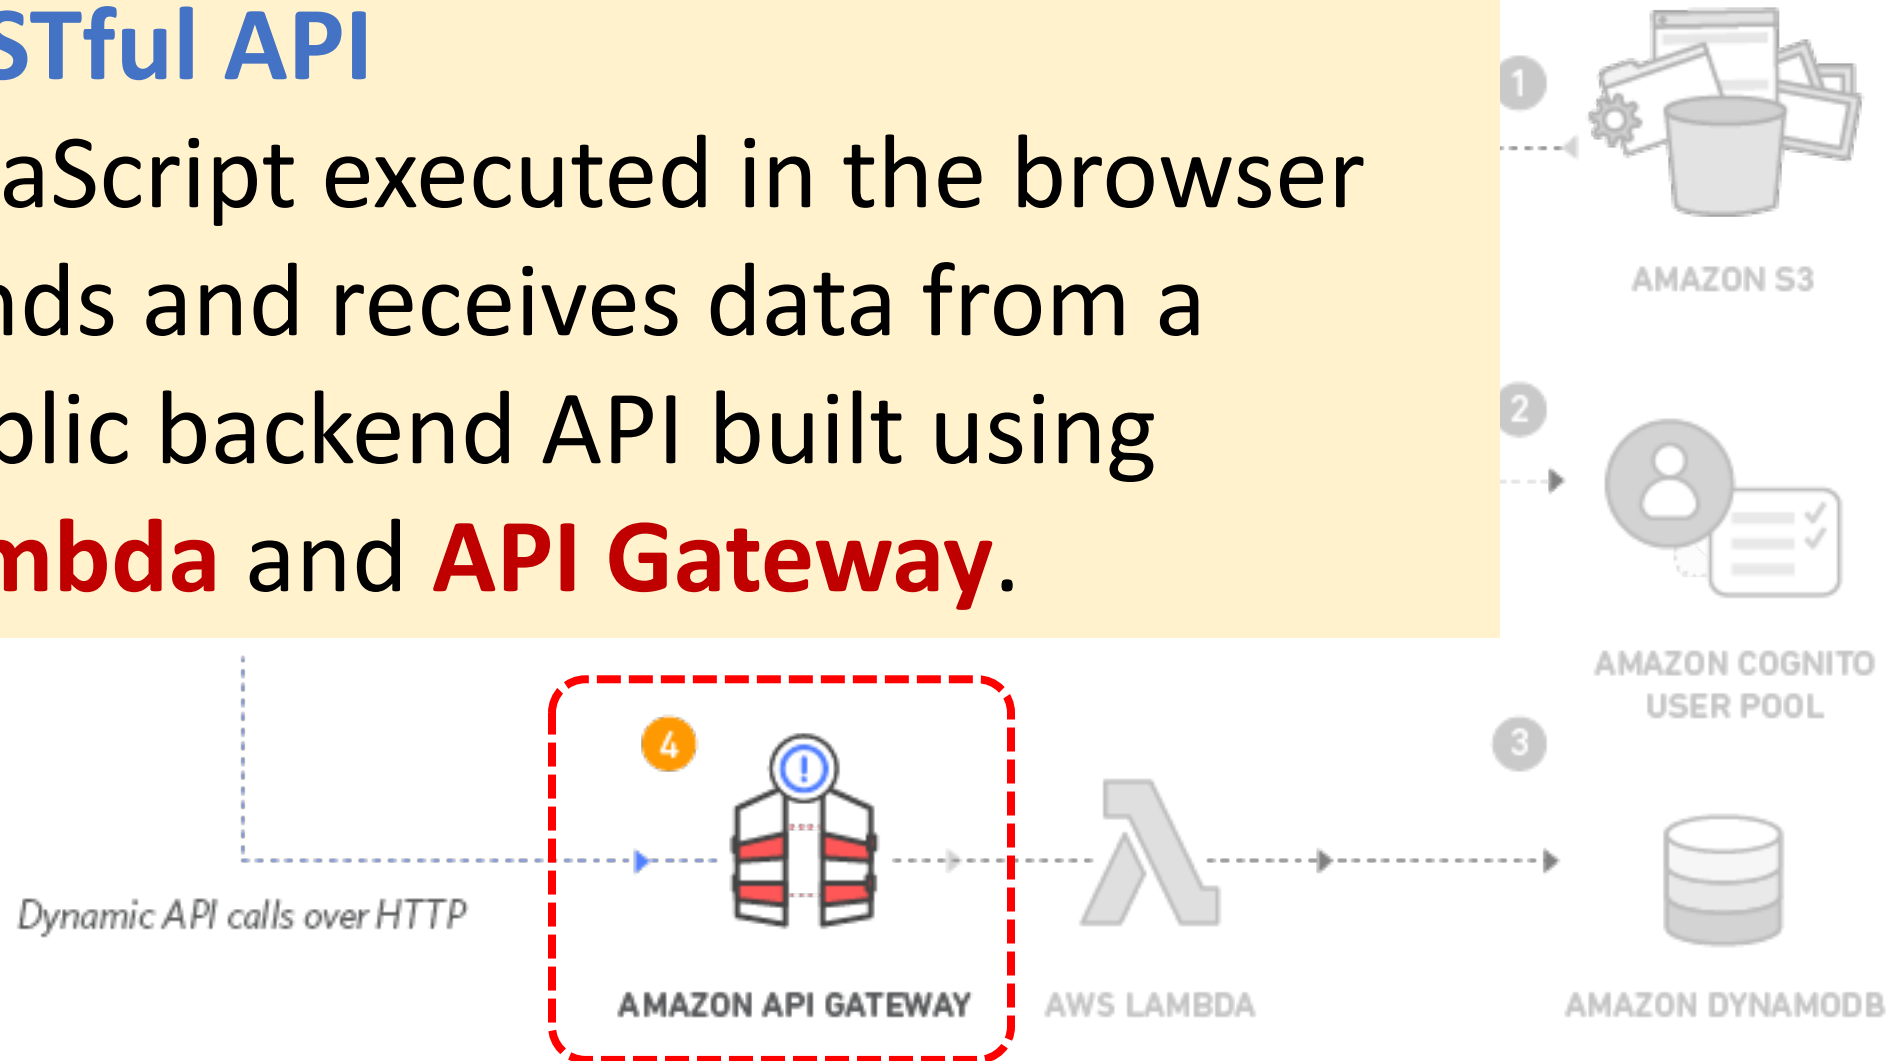 STful API
aScript executed in the browser
nds and receives data from a
blic backend API built using
mbda and API Gateway.
1
AMAZON S3
2
AMAZON COGNITO
USER POOL
4
3
Dynamic API calls over HTTP
AMAZON API GATEWAY
AWS LAMBDA
AMAZON DYNAMODB